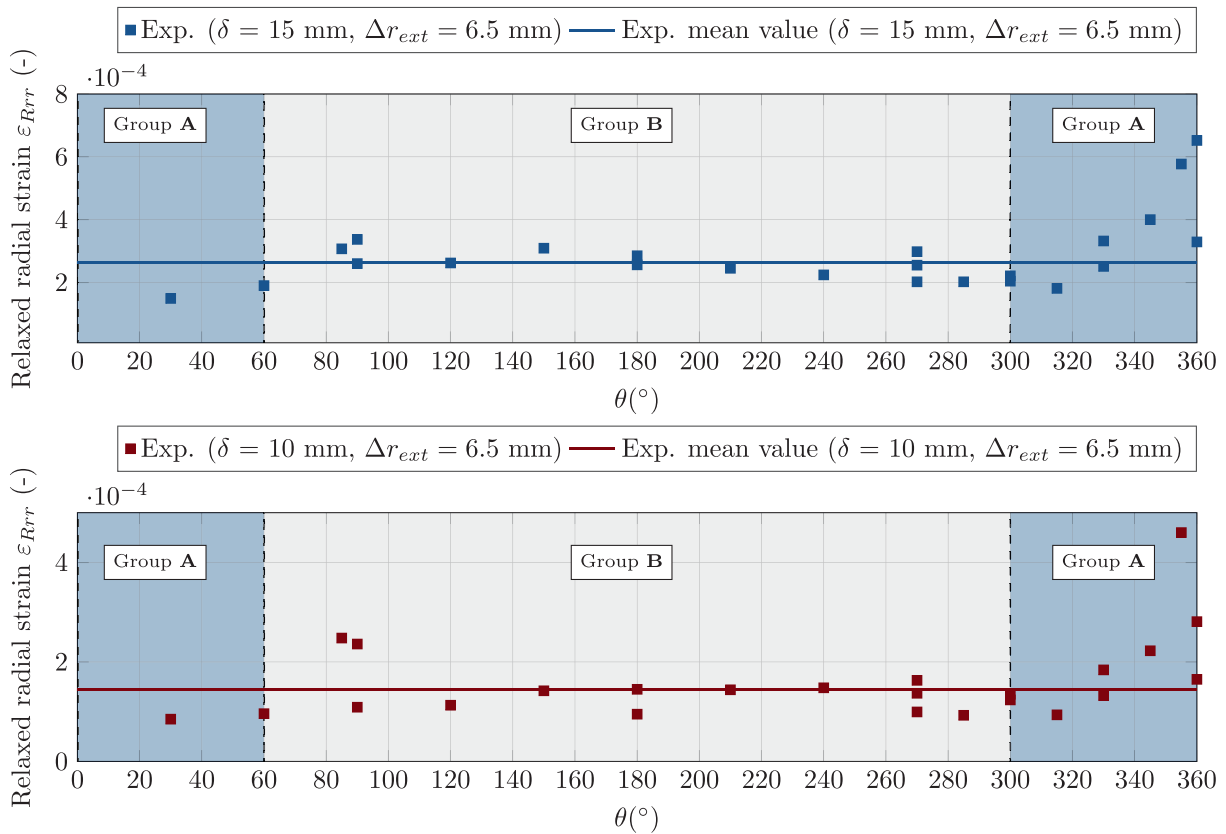 Exp. (δ = 15 mm, Δr_ext = 6.5 mm) Exp. mean value (δ = 15 mm, Δr_ext = 6.5 mm)
·10⁻⁴
Relaxed radial strain ε_Rrr (-)
8
6
4
2
Group A
Group B
Group A
0 20 40 60 80 100 120 140 160 180 200 220 240 260 280 300 320 340 360
θ(°)
Exp. (δ = 10 mm, Δr_ext = 6.5 mm) Exp. mean value (δ = 10 mm, Δr_ext = 6.5 mm)
·10⁻⁴
Relaxed radial strain ε_Rrr (-)
4
2
0
Group A
Group B
Group A
0 20 40 60 80 100 120 140 160 180 200 220 240 260 280 300 320 340 360
θ(°)